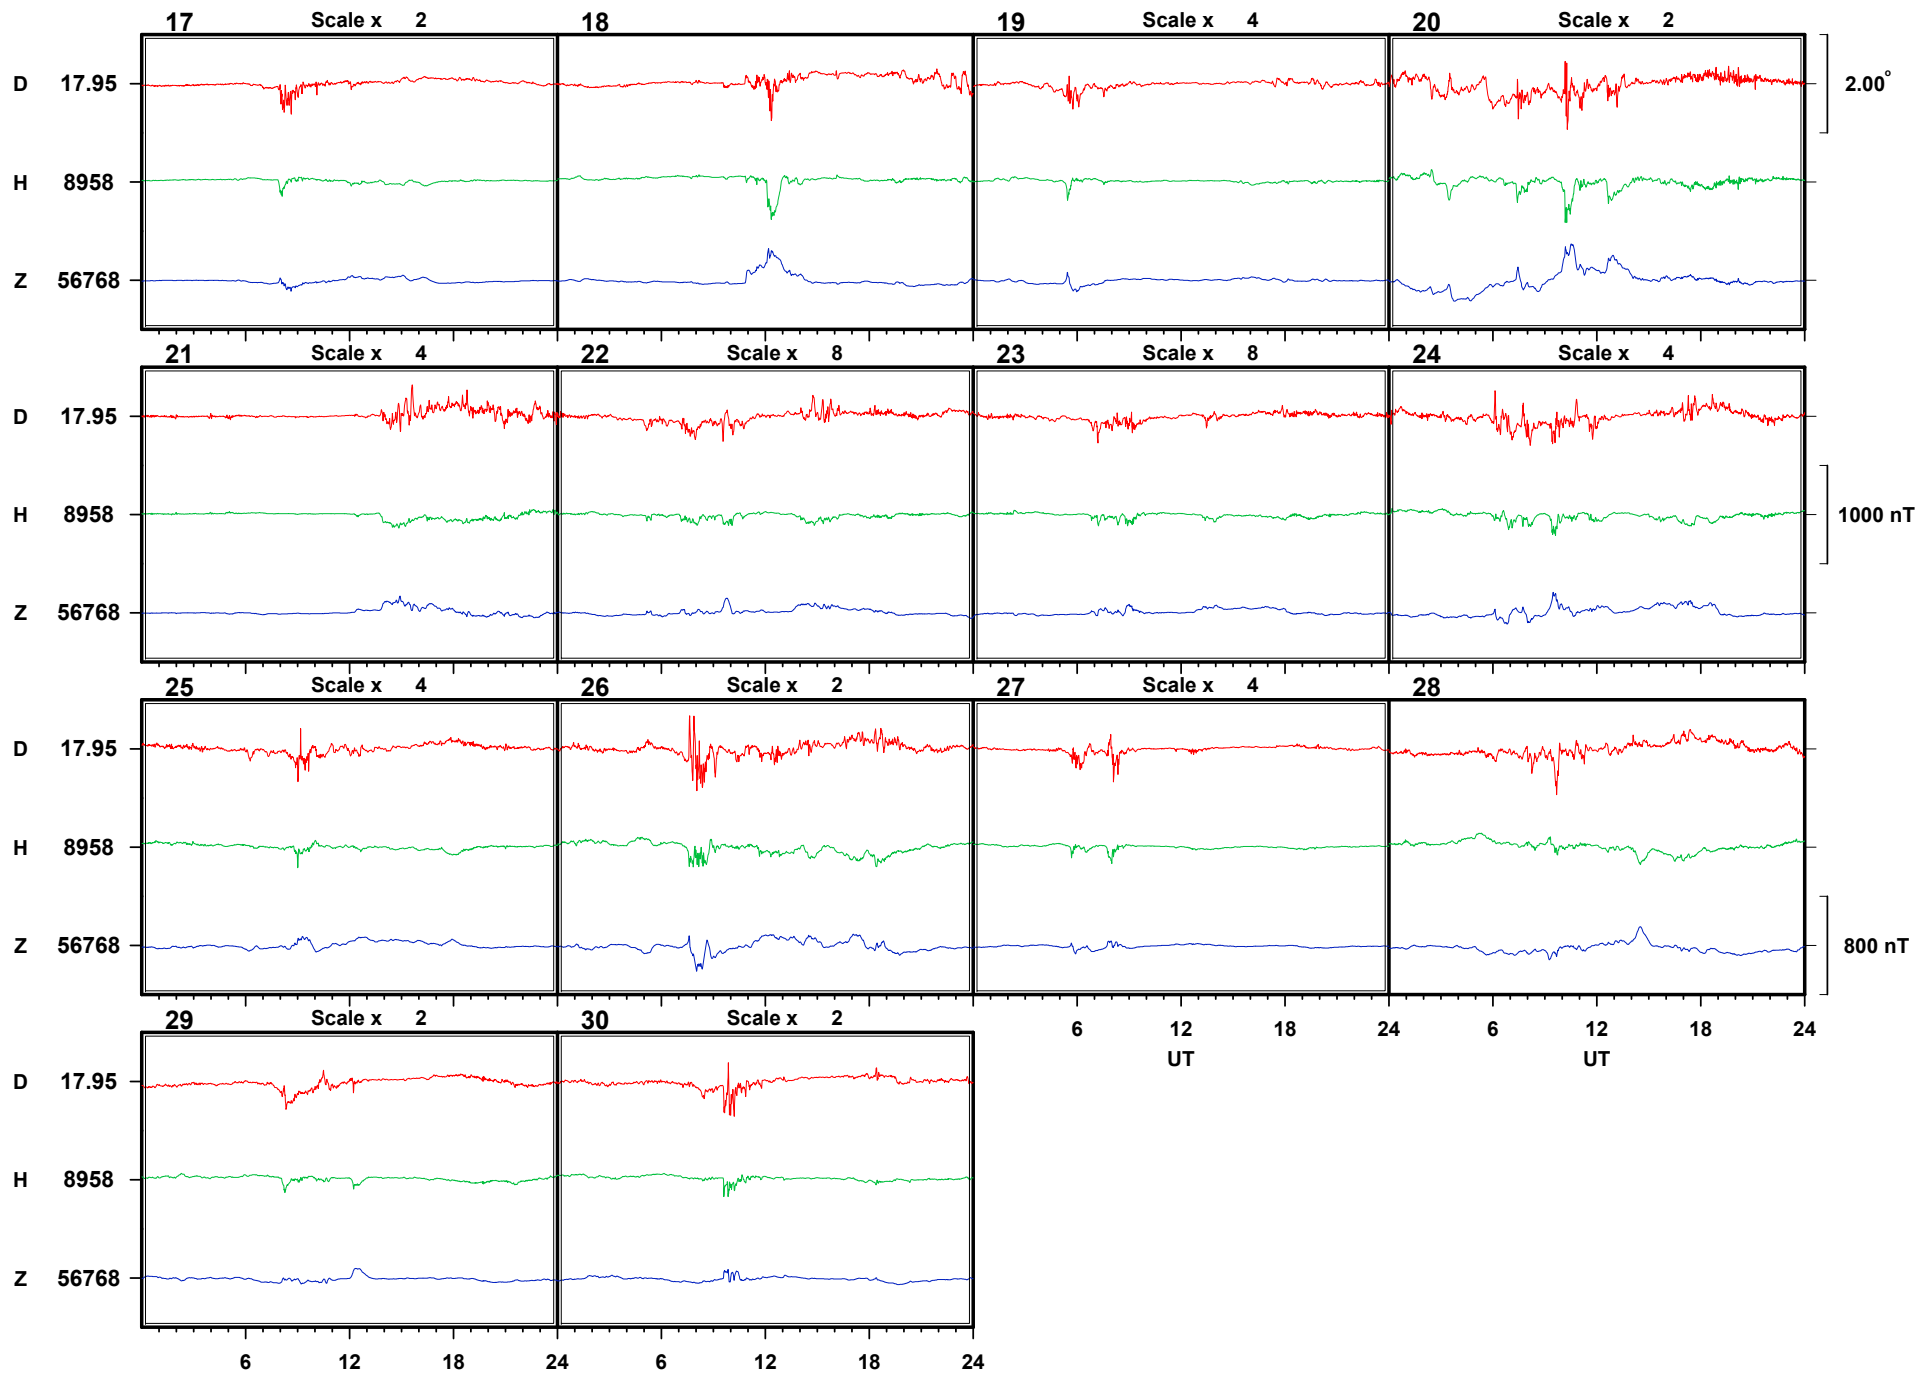 17 Scale x 2 18 19 Scale x 4 20 Scale x 2
D 17.95 2.00°
H 8958
Z 56768
21 Scale x 4 22 Scale x 8 23 Scale x 8 24 Scale x 4
D 17.95
H 8958 1000 nT
Z 56768
25 Scale x 4 26 Scale x 2 27 Scale x 4 28
D 17.95
H 8958
Z 56768 800 nT
29 Scale x 2 30 Scale x 2 6 12 18 24 6 12 18 24
UT UT
D 17.95
H 8958
Z 56768
6 12 18 24 6 12 18 24